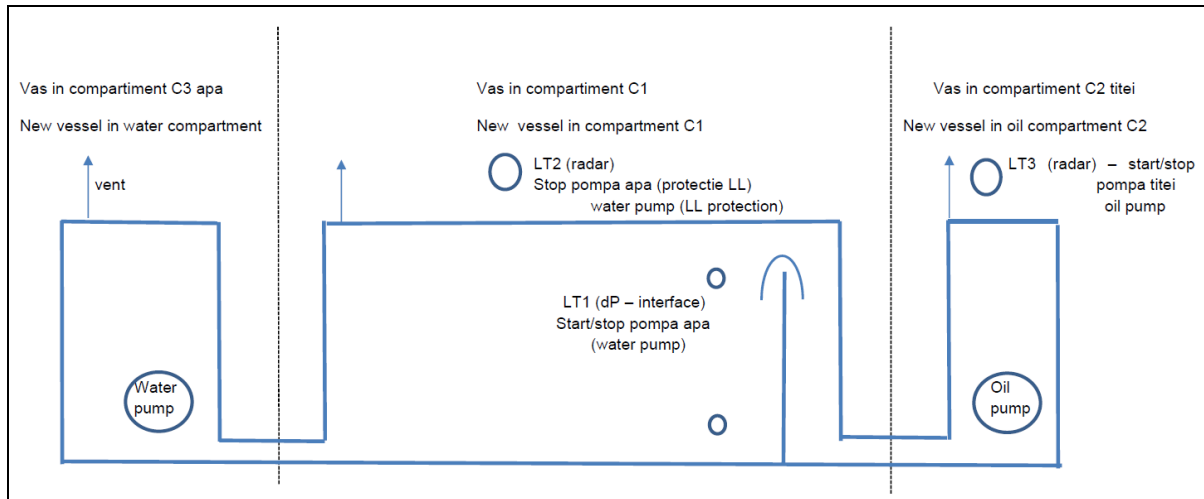 Vas in compartiment C3 apa
New vessel in water compartment
vent
Water
pump
Vas in compartiment C1
New vessel in compartment C1
LT2 (radar)
Stop pompa apa (protectie LL)
water pump (LL protection)
LT1 (dP – interface)
Start/stop pompa apa
(water pump)
Vas in compartiment C2 titei
New vessel in oil compartment C2
LT3 (radar) – start/stop
pompa titei
oil pump
Oil
pump